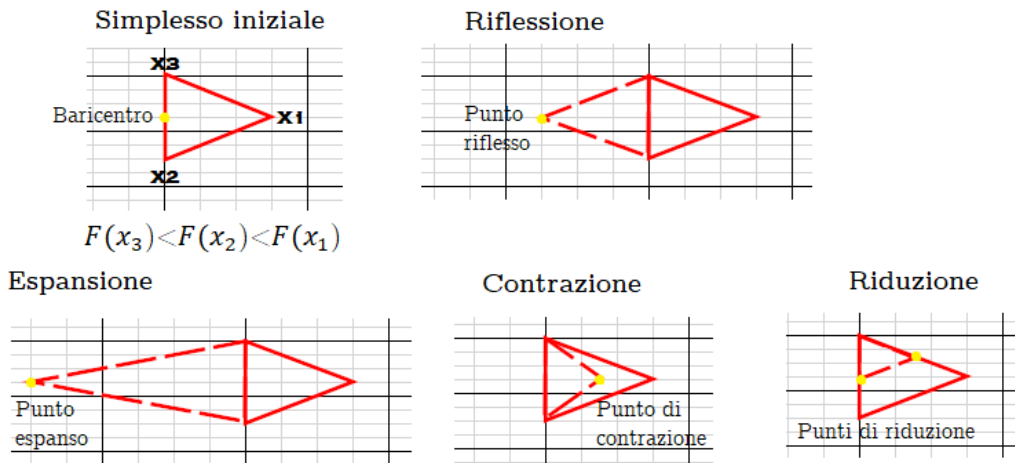 Simplesso iniziale
X3
Baricentro
X1
X2
F(x₃)<F(x₂)<F(x₁)
Riflessione
Punto
riflesso
Espansione
Punto
espanso
Contrazione
Punto di
contrazione
Riduzione
Punti di riduzione